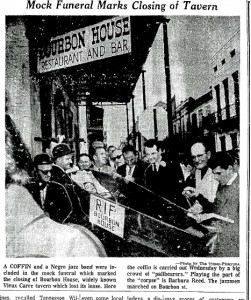 Mock Funeral Marks Closing of Tavern
BOURBON HOUSE
RESTAURANT AND BAR
R I P
BOURBON
HOUSE
—Photo by The Times-Picayune.
A COFFIN and a Negro jazz band were in-
cluded in the mock funeral which marked
the closing of Bourbon House, widely known
Vieux Carre tavern which lost its lease. Here
the coffin is carried out Wednesday by a big
crowd of "pallbearers." Playing the part
of the "corpse" is Barbara Reed. The jazzmen
marched on Bourbon st.
recalled Tennessee Wil- even some local